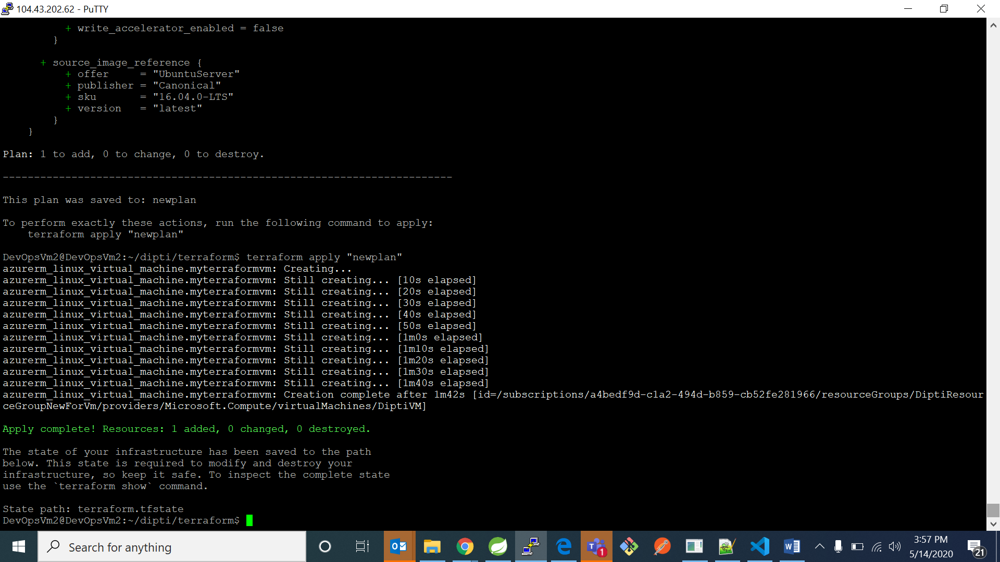 104.43.202.62 - PuTTY
+ write_accelerator_enabled = false
}
+ source_image_reference {
+ offer     = "UbuntuServer"
+ publisher = "Canonical"
+ sku       = "16.04.0-LTS"
+ version   = "latest"
}
}
Plan: 1 to add, 0 to change, 0 to destroy.
------------------------------------------------------------------------
This plan was saved to: newplan
To perform exactly these actions, run the following command to apply:
terraform apply "newplan"
DevOpsVm2@DevOpsVm2:~/dipti/terraform$ terraform apply "newplan"
azurerm_linux_virtual_machine.myterraformvm: Creating...
azurerm_linux_virtual_machine.myterraformvm: Still creating... [10s elapsed]
azurerm_linux_virtual_machine.myterraformvm: Still creating... [20s elapsed]
azurerm_linux_virtual_machine.myterraformvm: Still creating... [30s elapsed]
azurerm_linux_virtual_machine.myterraformvm: Still creating... [40s elapsed]
azurerm_linux_virtual_machine.myterraformvm: Still creating... [50s elapsed]
azurerm_linux_virtual_machine.myterraformvm: Still creating... [1m0s elapsed]
azurerm_linux_virtual_machine.myterraformvm: Still creating... [1m10s elapsed]
azurerm_linux_virtual_machine.myterraformvm: Still creating... [1m20s elapsed]
azurerm_linux_virtual_machine.myterraformvm: Still creating... [1m30s elapsed]
azurerm_linux_virtual_machine.myterraformvm: Still creating... [1m40s elapsed]
azurerm_linux_virtual_machine.myterraformvm: Creation complete after 1m42s [id=/subscriptions/a4bedf9d-c1a2-494d-b859-cb52fe281966/resourceGroups/DiptiResour
ceGroupNewForVm/providers/Microsoft.Compute/virtualMachines/DiptiVM]
Apply complete! Resources: 1 added, 0 changed, 0 destroyed.
The state of your infrastructure has been saved to the path
below. This state is required to modify and destroy your
infrastructure, so keep it safe. To inspect the complete state
use the `terraform show` command.
State path: terraform.tfstate
DevOpsVm2@DevOpsVm2:~/dipti/terraform$
Search for anything
1
3:57 PM
5/14/2020
21